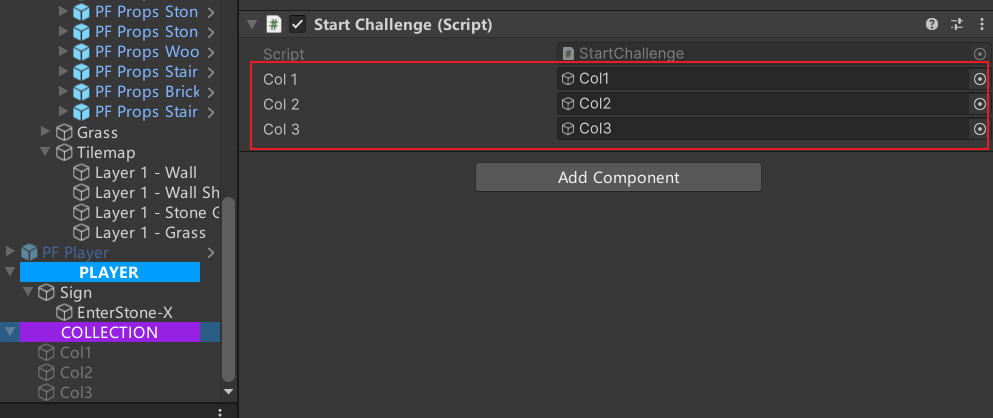 PF Props Ston
PF Props Ston
PF Props Woo
PF Props Stair
PF Props Brick
PF Props Stair
Grass
Tilemap
Layer 1 - Wall
Layer 1 - Wall Sh
Layer 1 - Stone G
Layer 1 - Grass
PF Player
PLAYER
Sign
EnterStone-X
COLLECTION
Col1
Col2
Col3
# Start Challenge (Script)
Script # StartChallenge
Col 1 Col1
Col 2 Col2
Col 3 Col3
Add Component